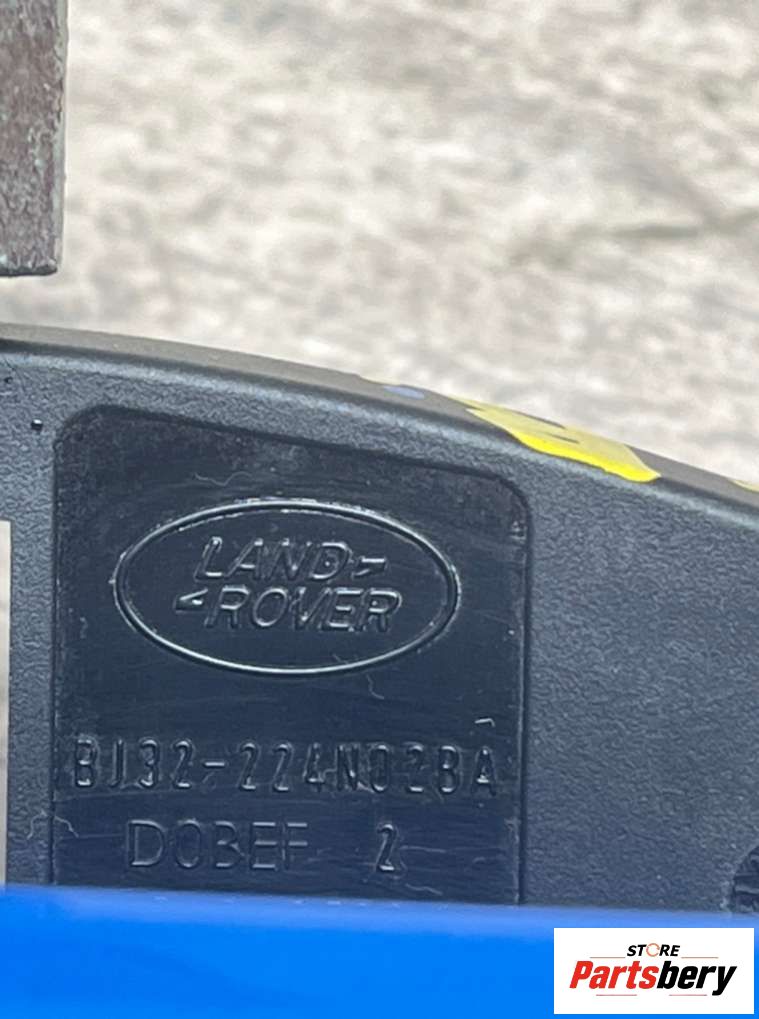 LAND
ROVER
BJ32-224N02BA
DOBEF 2
STORE
Partsbery